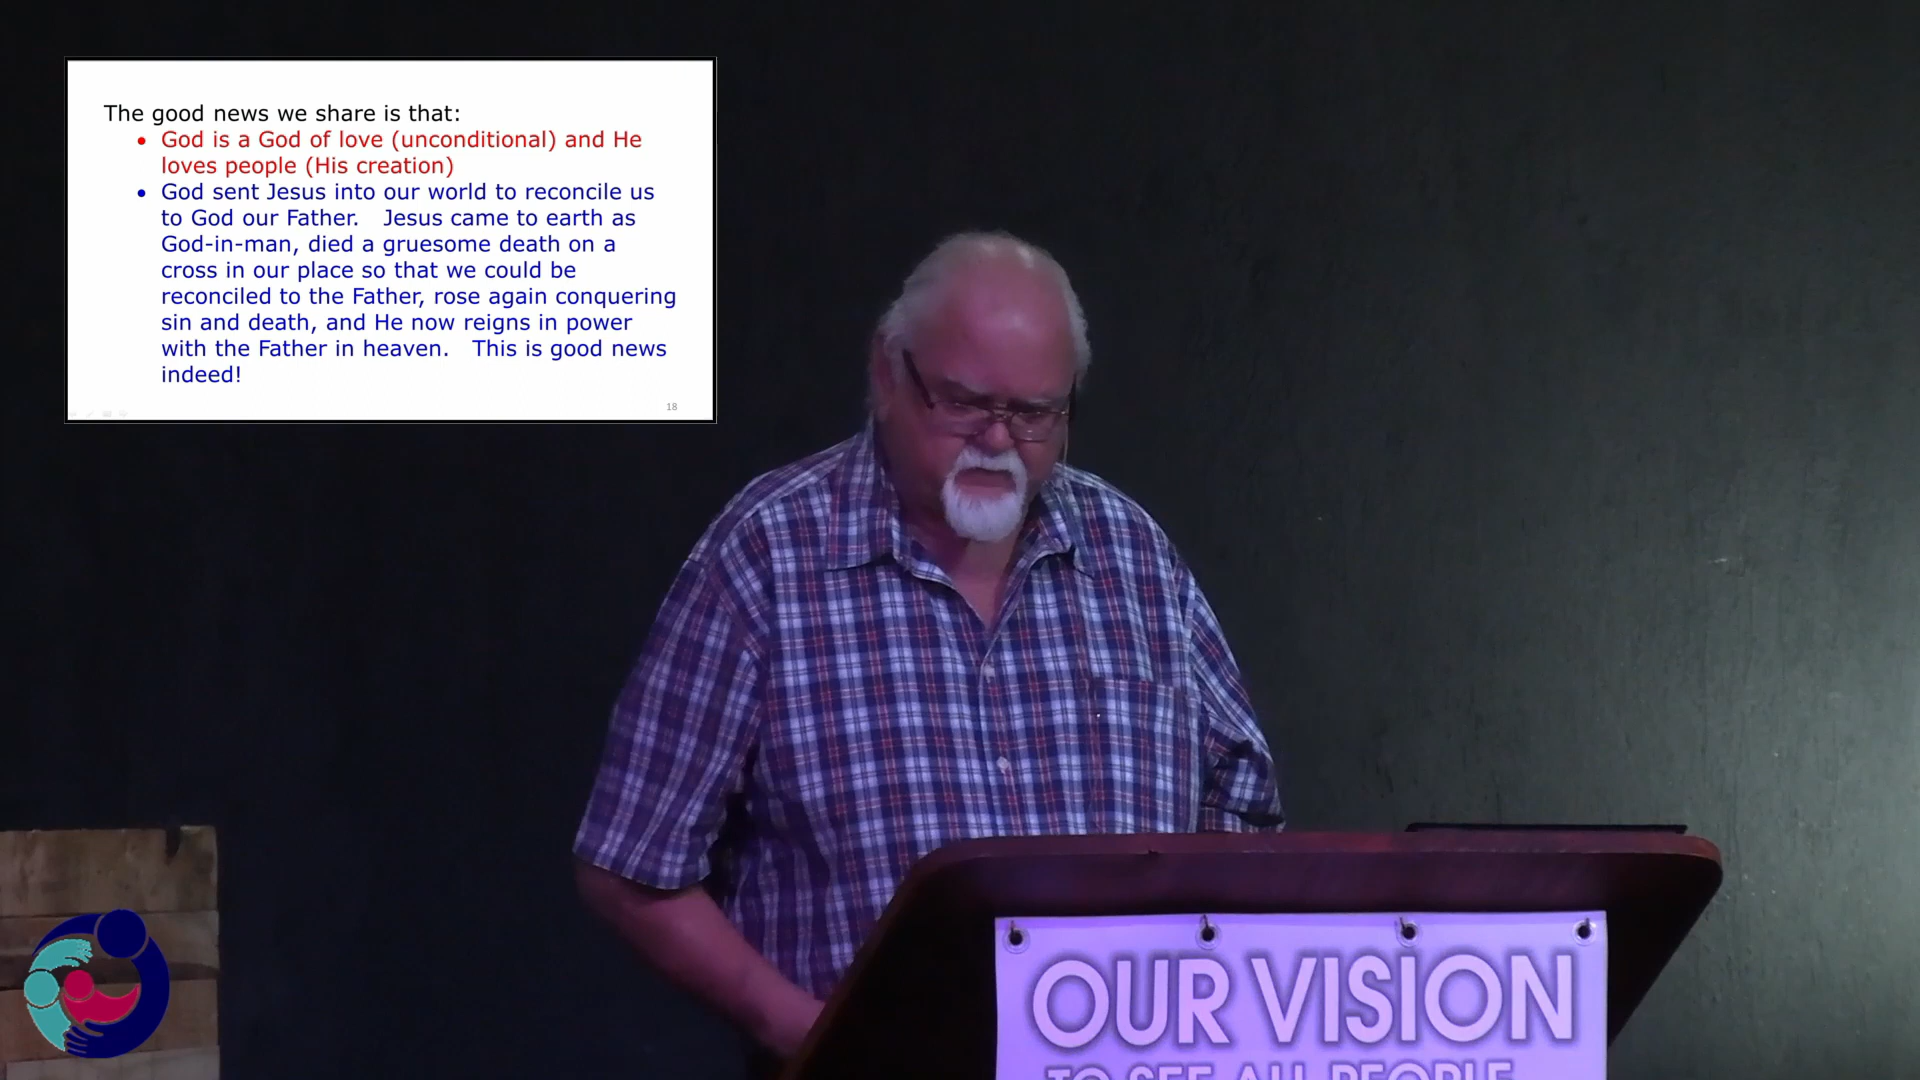 The good news we share is that:
• God is a God of love (unconditional) and He
loves people (His creation)
• God sent Jesus into our world to reconcile us
to God our Father. Jesus came to earth as
God-in-man, died a gruesome death on a
cross in our place so that we could be
reconciled to the Father, rose again conquering
sin and death, and He now reigns in power
with the Father in heaven. This is good news
indeed!
18
OUR VISION
TO SEE ALL PEOPLE